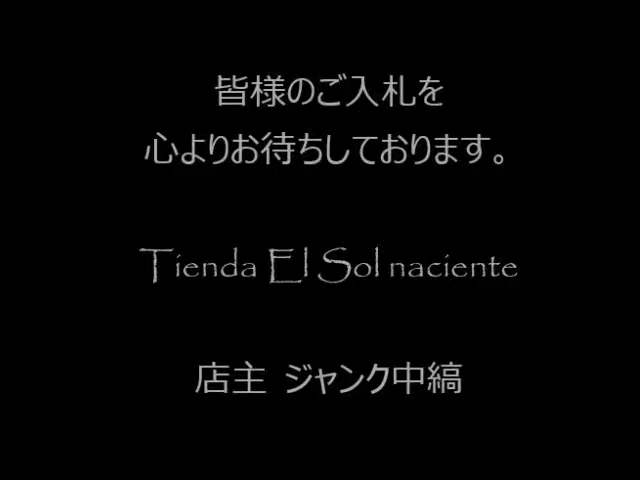 皆様のご入札を
心よりお待ちしております。
Tienda El Sol naciente
店主 ジャンク中縞